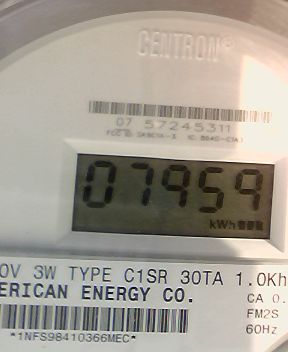 CENTRON®
07 57245311
07959
kWh
0V 3W TYPE C1SR 30TA 1.0Kh
ERICAN ENERGY CO.
CA 0.
FM2S
60Hz
*1NFS98410366MEC*